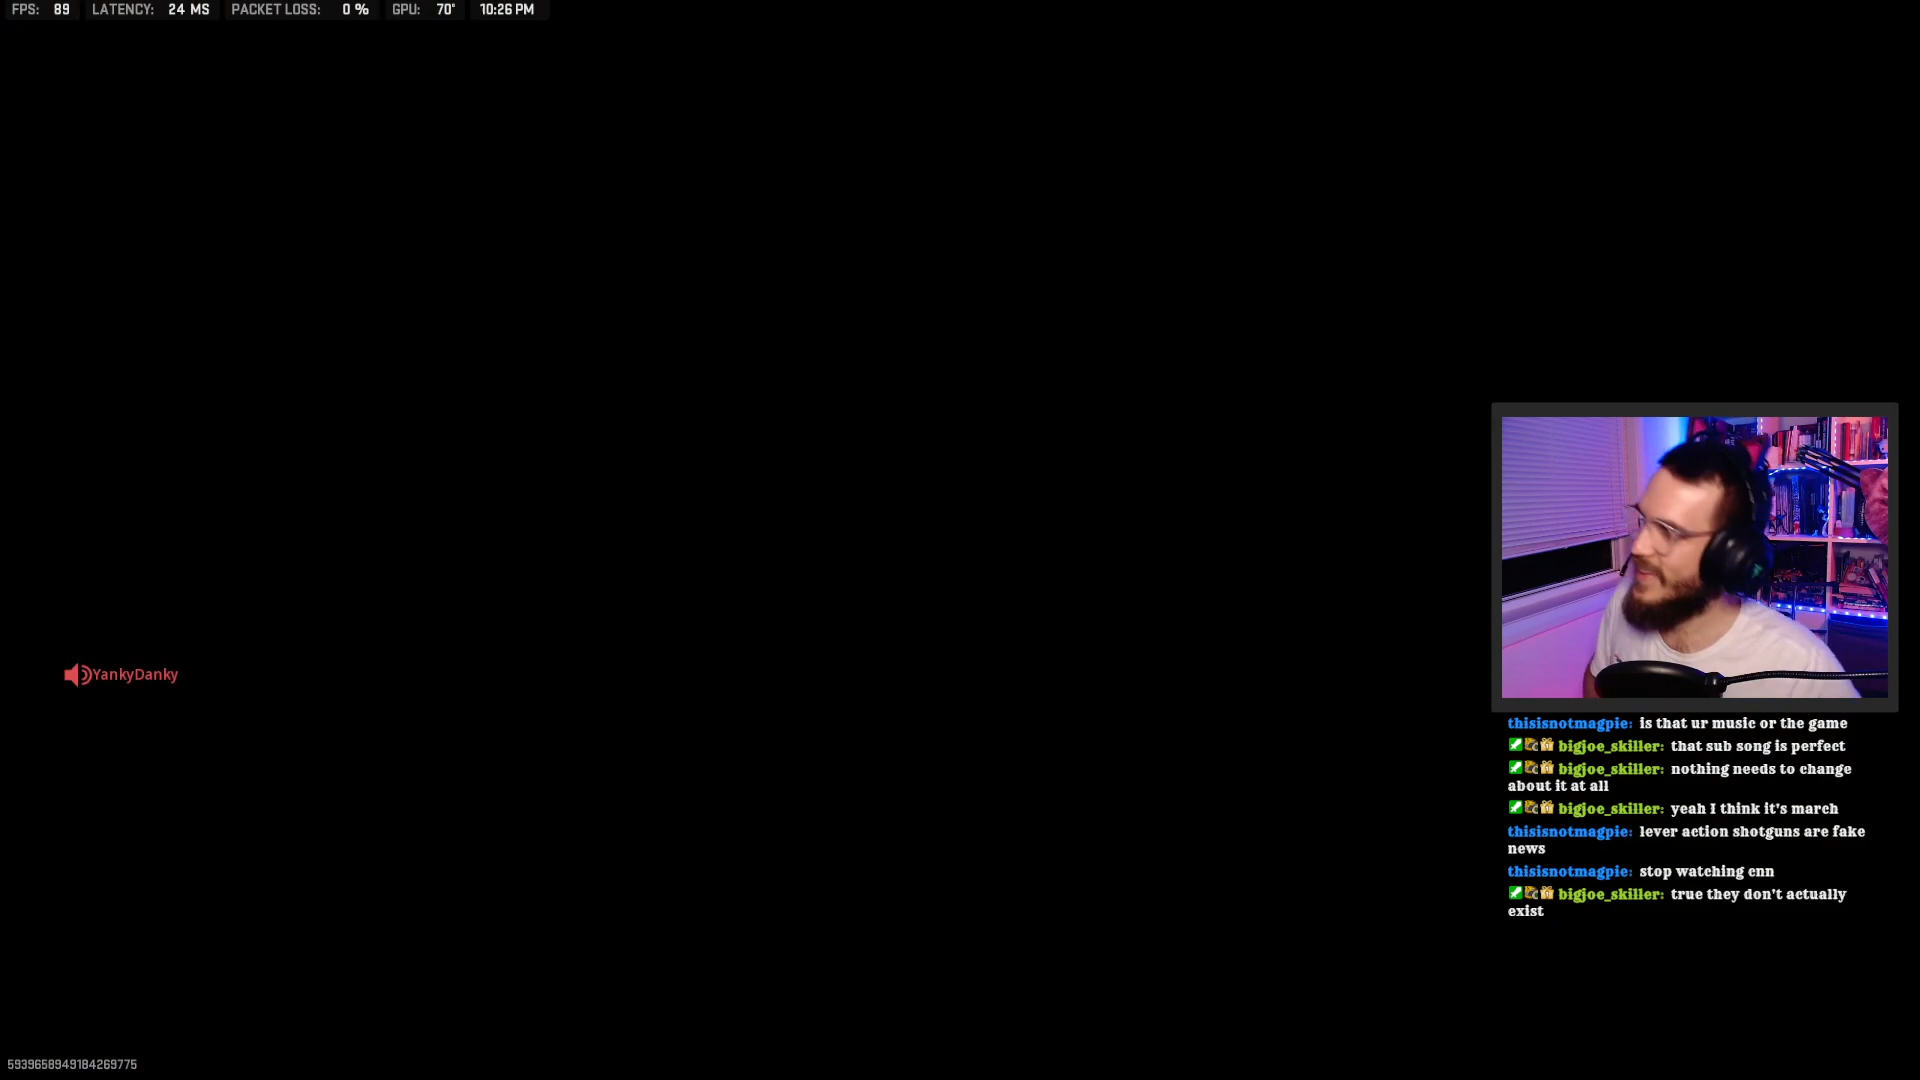 FPS: 89 LATENCY: 24 MS PACKET LOSS: 0 % GPU: 70° 10:26 PM
YankyDanky
thisisnotmagpie: is that ur music or the game
bigjoe_skiller: that sub song is perfect
bigjoe_skiller: nothing needs to change
about it at all
bigjoe_skiller: yeah I think it's march
thisisnotmagpie: lever action shotguns are fake
news
thisisnotmagpie: stop watching cnn
bigjoe_skiller: true they don't actually
exist
5939658949184269775